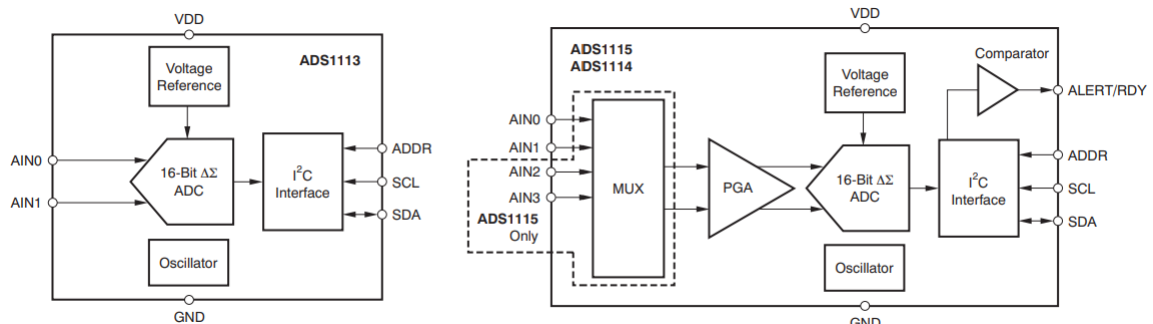 VDD
ADS1113
Voltage
Reference
AIN0
AIN1
16-Bit ΔΣ
ADC
I²C
Interface
ADDR
SCL
SDA
Oscillator
GND
VDD
ADS1115
ADS1114
Comparator
Voltage
Reference
ALERT/RDY
AIN0
AIN1
AIN2
AIN3
MUX
PGA
16-Bit ΔΣ
ADC
I²C
Interface
ADDR
SCL
SDA
ADS1115
Only
Oscillator
GND